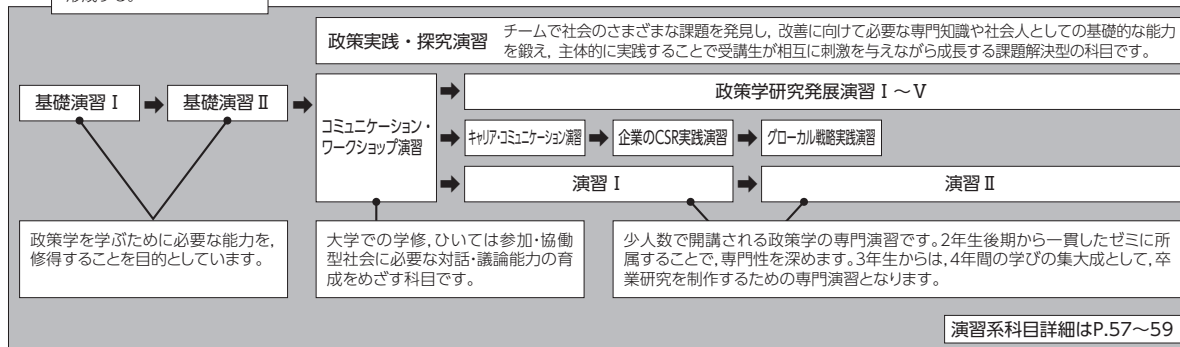 形成する。
政策実践・探究演習
チームで社会のさまざまな課題を発見し, 改善に向けて必要な専門知識や社会人としての基礎的な能力
を鍛え, 主体的に実践することで受講生が相互に刺激を与えながら成長する課題解決型の科目です。
基礎演習Ⅰ
基礎演習Ⅱ
コミュニケーション・
ワークショップ演習
政策学研究発展演習Ⅰ〜Ⅴ
キャリア・コミュニケーション演習
企業のCSR実践演習
グローカル戦略実践演習
演習Ⅰ
演習Ⅱ
政策学を学ぶために必要な能力を,
修得することを目的としています。
大学での学修, ひいては参加・協働
型社会に必要な対話・議論能力の育
成をめざす科目です。
少人数で開講される政策学の専門演習です。2年生後期から一貫したゼミに所
属することで, 専門性を深めます。3年生からは, 4年間の学びの集大成として, 卒
業研究を制作するための専門演習となります。
演習系科目詳細はP.57〜59